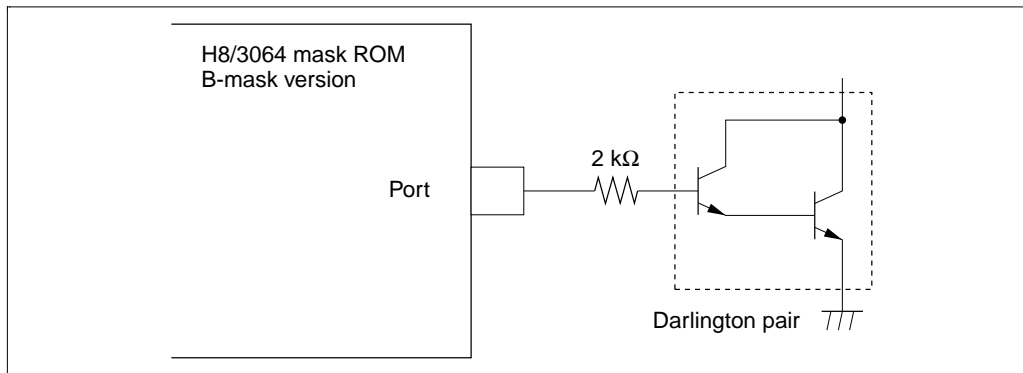 H8/3064 mask ROM
B-mask version
2 kΩ
Port
Darlington pair